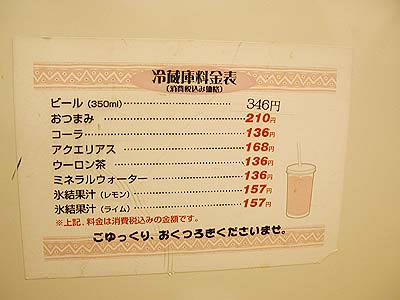 冷蔵庫料金表
(消費税込み価格)
ビール (350ml)・・・・・・・・・・346円
おつまみ・・・・・・・・・・210円
コーラ・・・・・・・・・・136円
アクエリアス・・・・・・・・・・168円
ウーロン茶・・・・・・・・・・136円
ミネラルウォーター・・・・・・・・・・136円
氷結果汁 (レモン)・・・・・・・・・・157円
氷結果汁 (ライム)・・・・・・・・・・157円
※上記、料金は消費税込みの金額です。
ごゆっくり、おくつろぎくださいませ。